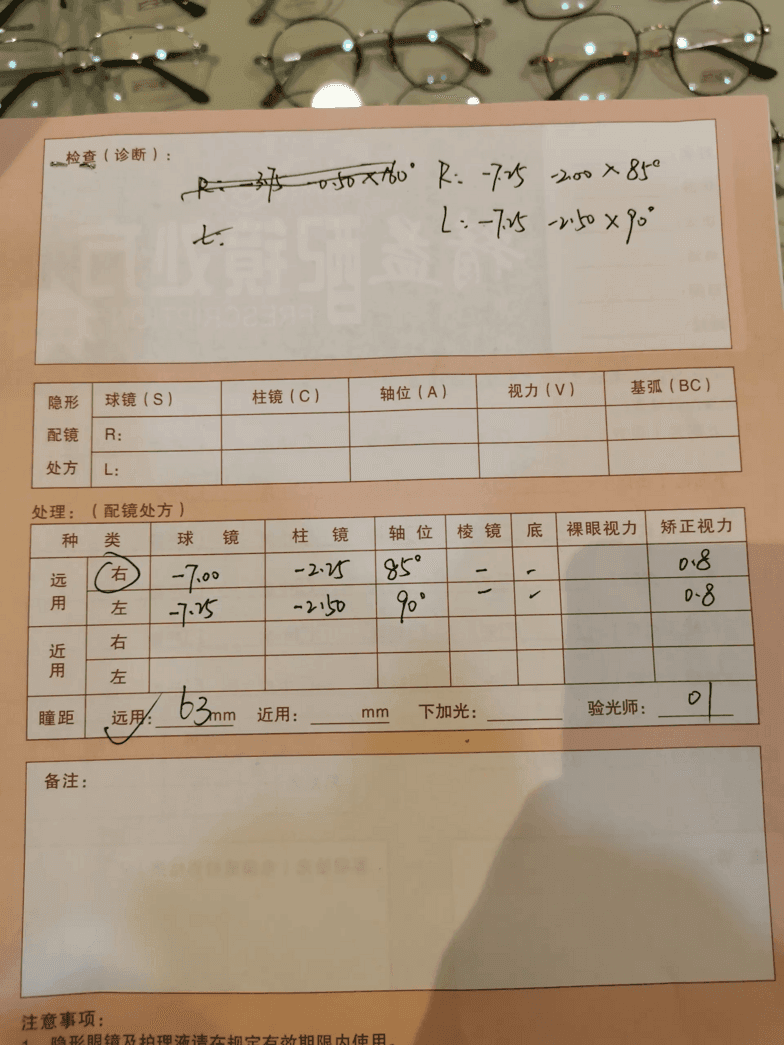 检查（诊断）：
R: -3.75 -0.50×160° R: -7.25 -2.00×85°
L: L: -7.25 -2.50×90°
隐形配镜处方 球镜（S） 柱镜（C） 轴位（A） 视力（V） 基弧（BC）
R:
L:
处理：（配镜处方）
种类 球镜 柱镜 轴位 棱镜 底 裸眼视力 矫正视力
远用 右 -7.00 -2.25 85° - - 0.8
左 -7.25 -2.50 90° - - 0.8
近用 右
左
瞳距 远用：63mm 近用：mm 下加光： 验光师：01
备注：
注意事项：
1、隐形眼镜及护理液请在规定有效期限内使用。